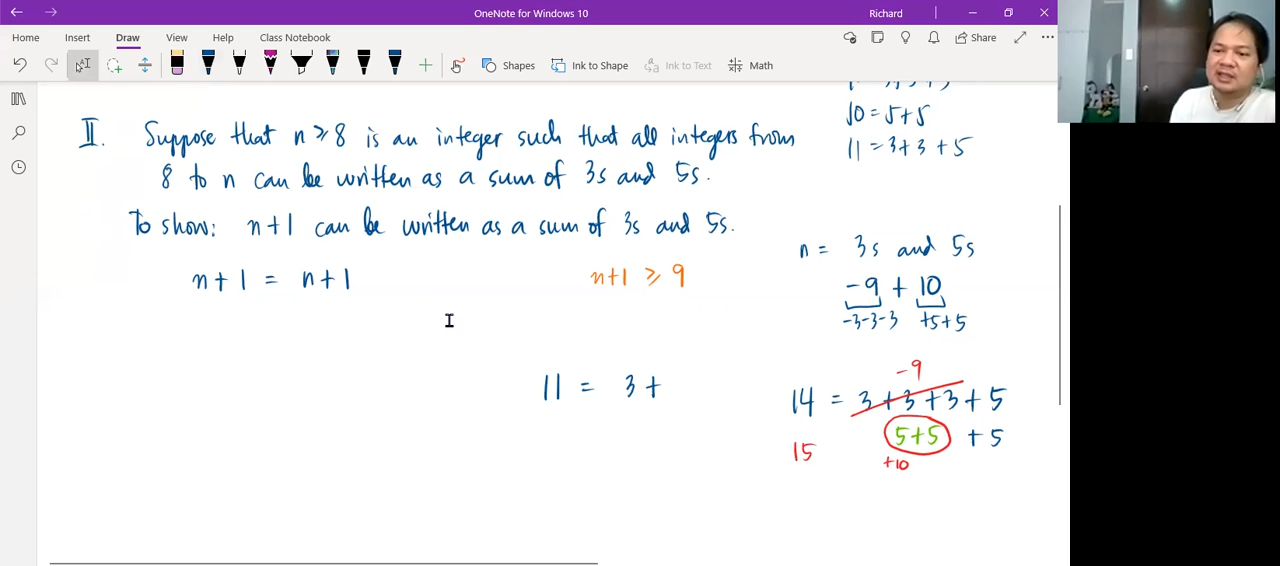 OneNote for Windows 10
Richard
Home Insert Draw View Help Class Notebook
Share
Shapes Ink to Shape Ink to Text Math
10 = 5+5
11 = 3+3+5
II. Suppose that n ≥ 8 is an integer such that all integers from
8 to n can be written as a sum of 3s and 5s.
To show: n+1 can be written as a sum of 3s and 5s.
n+1 = n+1
n+1 ≥ 9
11 = 3+
n = 3s and 5s
-9 + 10
-3-3-3 +5+5
-9
14 = 3+3+3+5
5+5 +5
15
+10